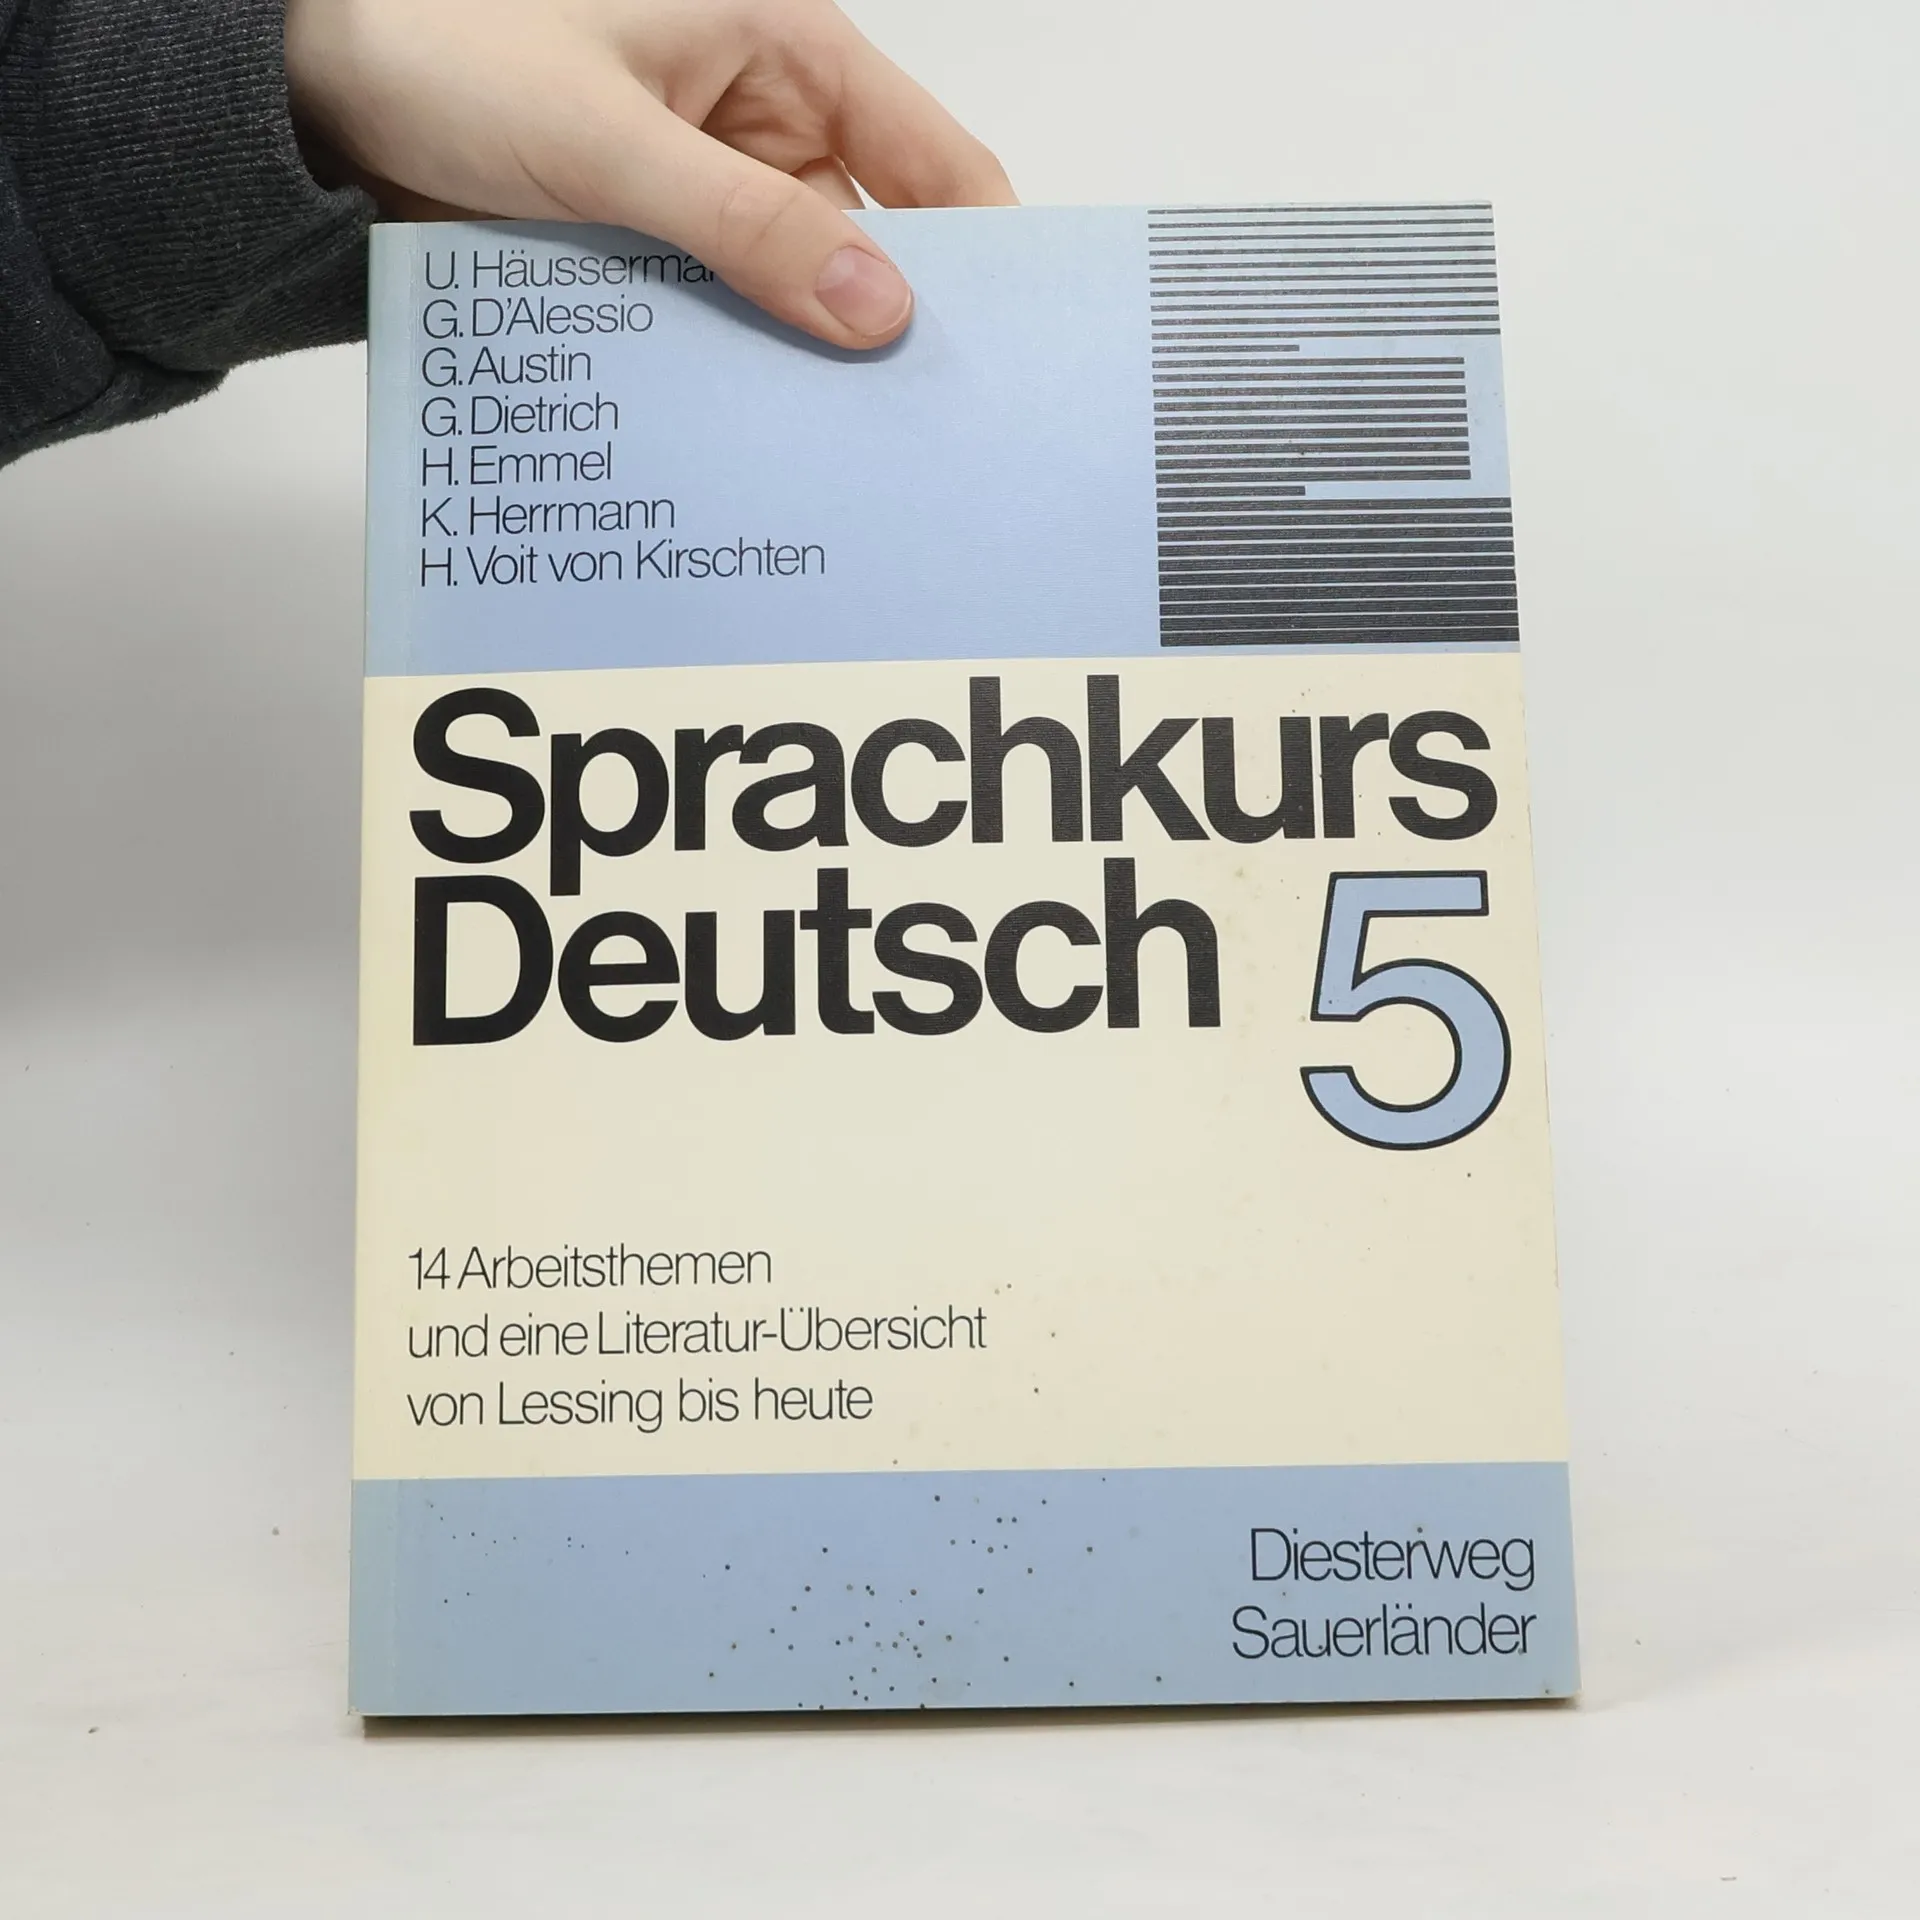 U.
G. D'Alessio
G. Austin
G. Dietrich
H. Emmel
K. Herrmann
H. Voit von Kirschten
Sprachkurs
Deutsch 5
14 Arbeitsthemen
und eine Literatur-Übersicht
von Lessing bis heute
Diesterweg
Sauerländer